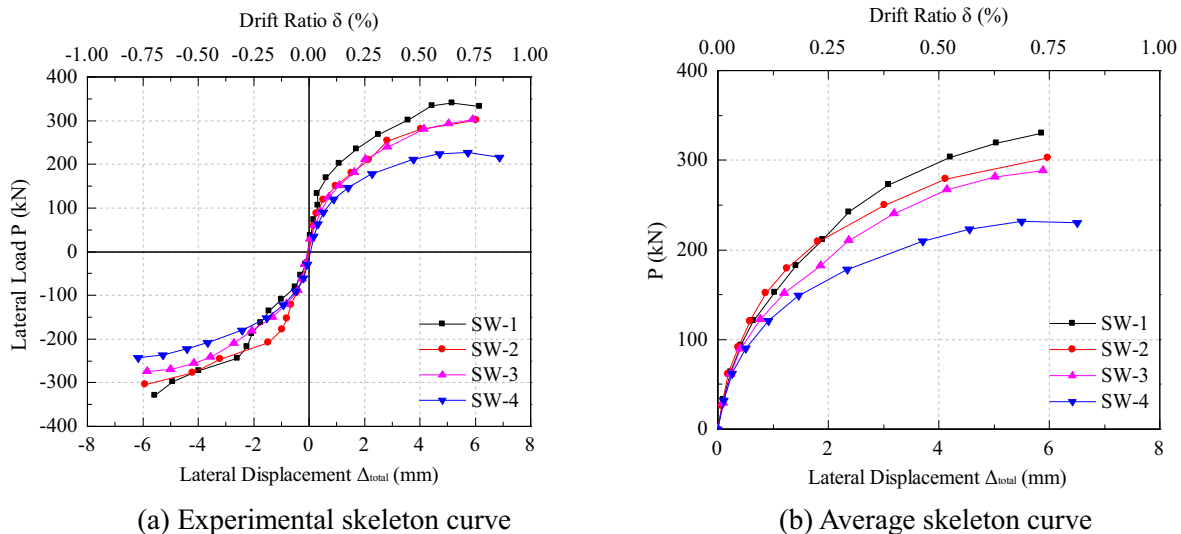 Drift Ratio δ (%)
-1.00 -0.75 -0.50 -0.25 0.00 0.25 0.50 0.75 1.00
400
300
200
100
0
-100
-200
-300
-400
Lateral Load P (kN)
SW-1
SW-2
SW-3
SW-4
-8 -6 -4 -2 0 2 4 6 8
Lateral Displacement Δtotal (mm)
(a) Experimental skeleton curve
Drift Ratio δ (%)
0.00 0.25 0.50 0.75 1.00
400
300
200
100
0
P (kN)
SW-1
SW-2
SW-3
SW-4
0 2 4 6 8
Lateral Displacement Δtotal (mm)
(b) Average skeleton curve